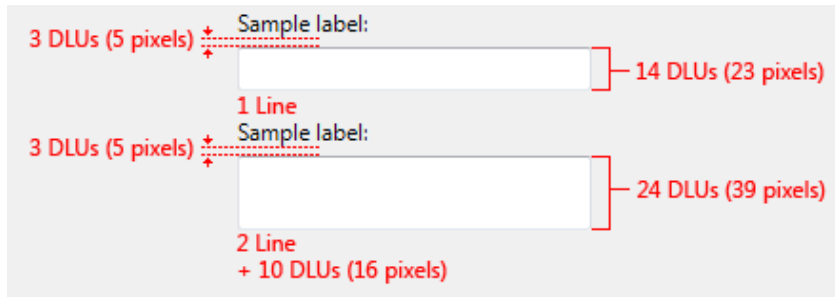 Sample label:
3 DLUs (5 pixels)
14 DLUs (23 pixels)
1 Line
Sample label:
3 DLUs (5 pixels)
24 DLUs (39 pixels)
2 Line
+ 10 DLUs (16 pixels)